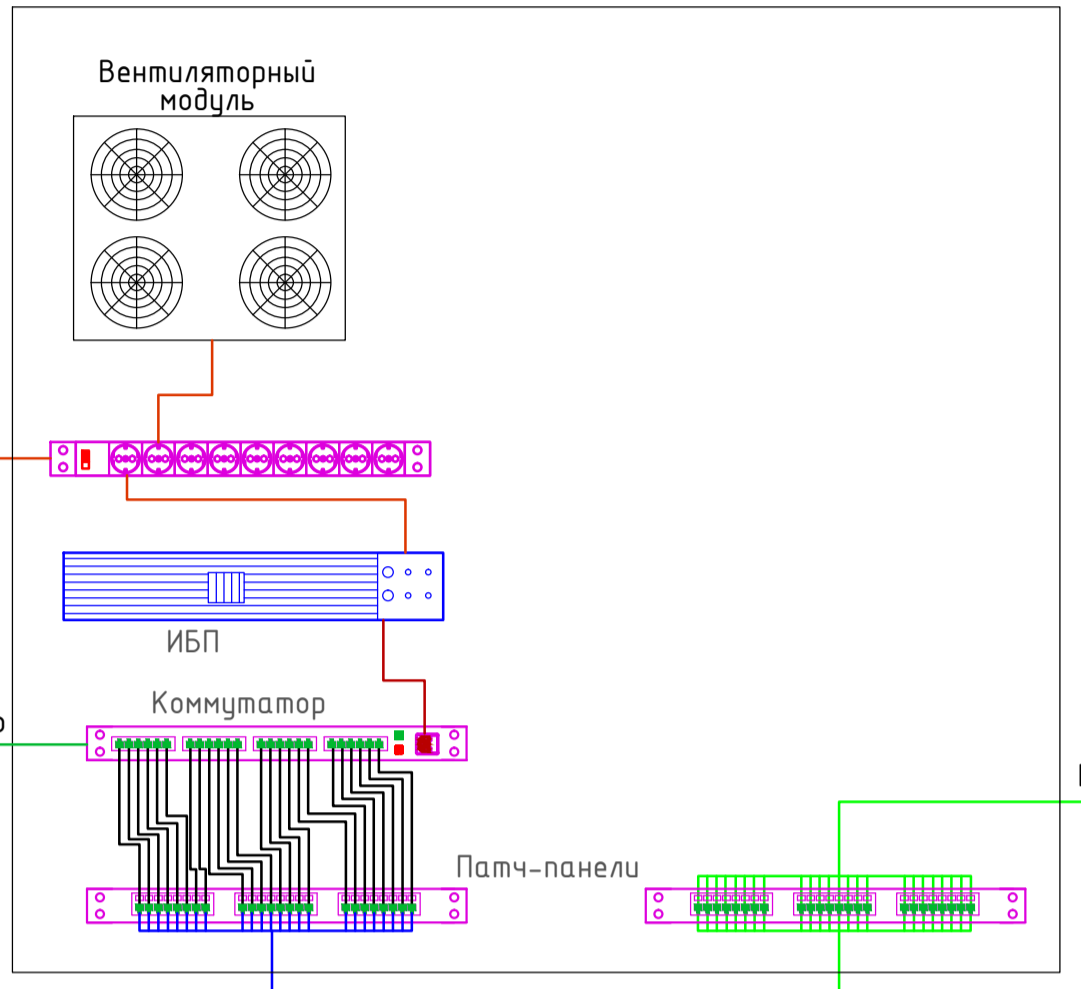 Вентиляторный
модуль
ИБП
Коммутатор
Патч-панели